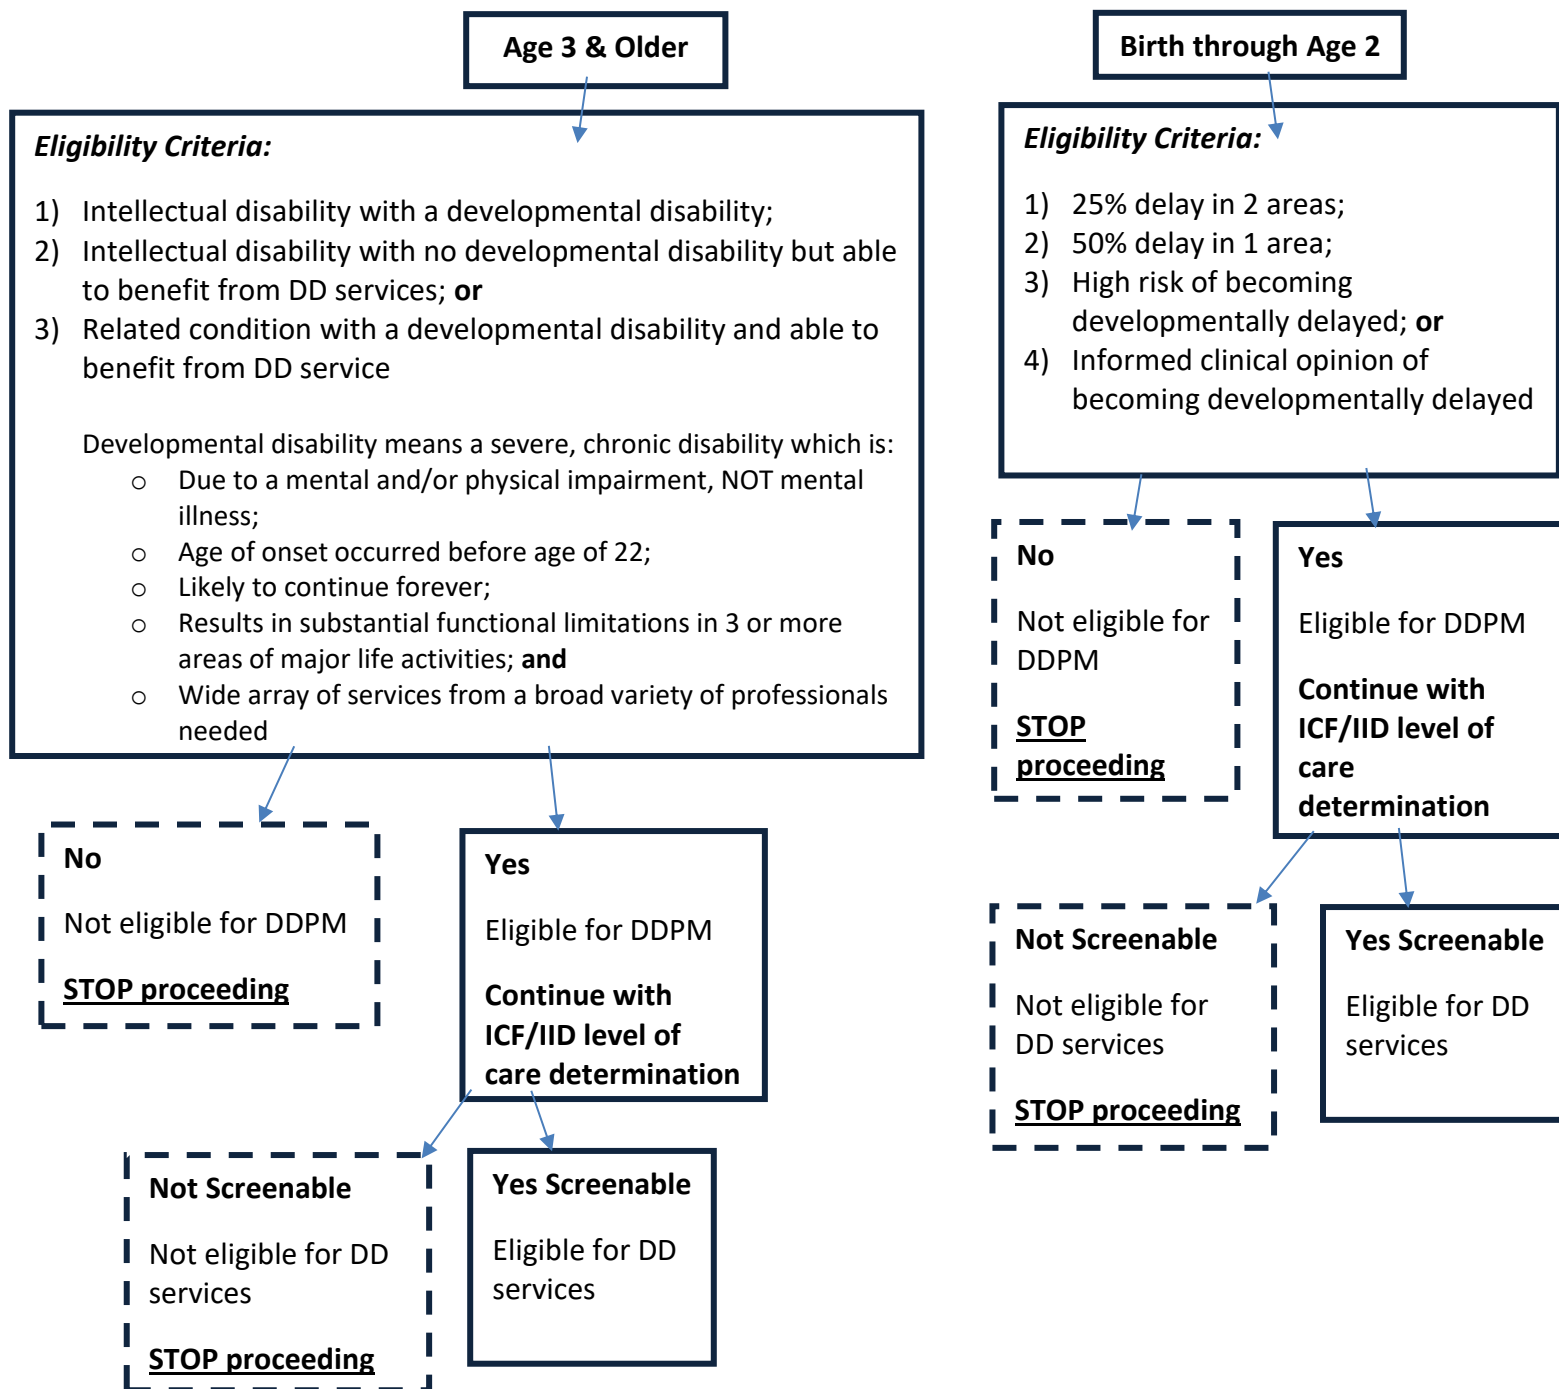 Age 3 & Older
Eligibility Criteria:
1) Intellectual disability with a developmental disability;
2) Intellectual disability with no developmental disability but able
to benefit from DD services; or
3) Related condition with a developmental disability and able to
benefit from DD service
Developmental disability means a severe, chronic disability which is:
o Due to a mental and/or physical impairment, NOT mental
illness;
o Age of onset occurred before age of 22;
o Likely to continue forever;
o Results in substantial functional limitations in 3 or more
areas of major life activities; and
o Wide array of services from a broad variety of professionals
needed
No
Not eligible for DDPM
STOP proceeding
Yes
Eligible for DDPM
Continue with
ICF/IID level of
care determination
Not Screenable
Not eligible for DD
services
STOP proceeding
Yes Screenable
Eligible for DD
services
Birth through Age 2
Eligibility Criteria:
1) 25% delay in 2 areas;
2) 50% delay in 1 area;
3) High risk of becoming
developmentally delayed; or
4) Informed clinical opinion of
becoming developmentally delayed
No
Not eligible for
DDPM
STOP
proceeding
Yes
Eligible for DDPM
Continue with
ICF/IID level of
care
determination
Not Screenable
Not eligible for
DD services
STOP proceeding
Yes Screenable
Eligible for DD
services